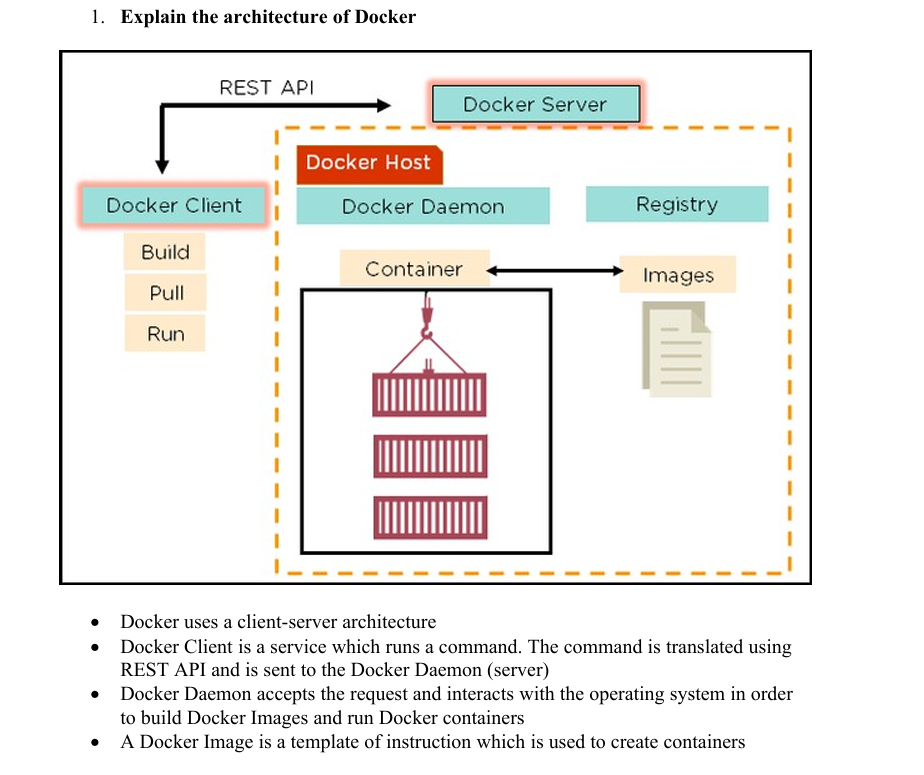 1. Explain the architecture of Docker
REST API
Docker Server
Docker Host
Docker Client
Docker Daemon
Registry
Build
Pull
Run
Container
Images
• Docker uses a client-server architecture
• Docker Client is a service which runs a command. The command is translated using
REST API and is sent to the Docker Daemon (server)
• Docker Daemon accepts the request and interacts with the operating system in order
to build Docker Images and run Docker containers
• A Docker Image is a template of instruction which is used to create containers